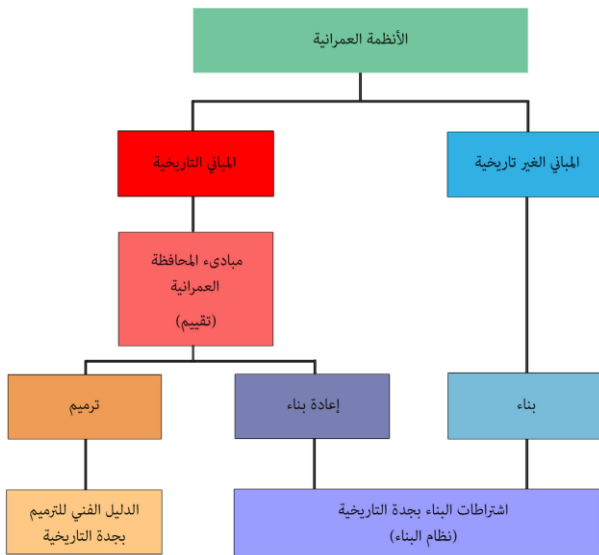 الأنظمة العمرانية
المباني الغير تاريخية
المباني التاريخية
مبادىء المحافظة
العمرانية
(تقييم)
بناء
إعادة بناء
ترميم
اشتراطات البناء بجدة التاريخية
(نظام البناء)
الدليل الفني للترميم
بجدة التاريخية